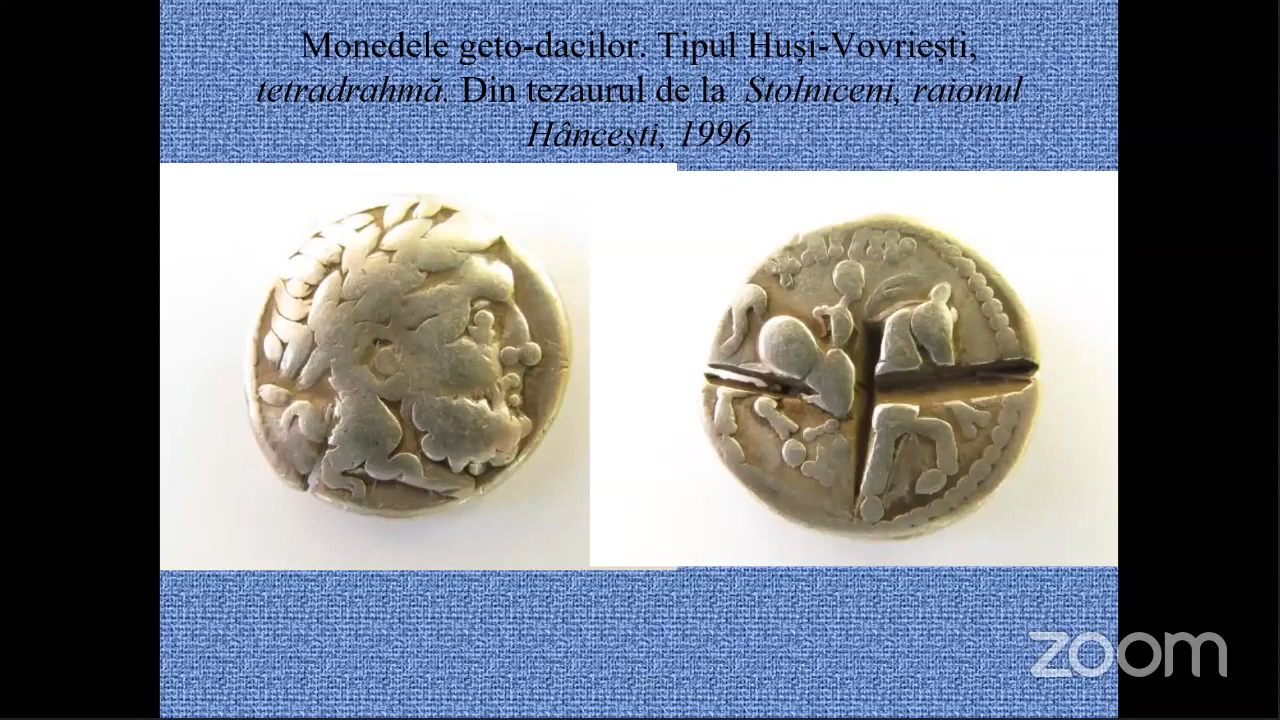 Monedele geto-dacilor. Tipul Huși-Vovriești,
tetradrahmă. Din tezaurul de la Stolniceni, raionul
Hâncești, 1996
zoom